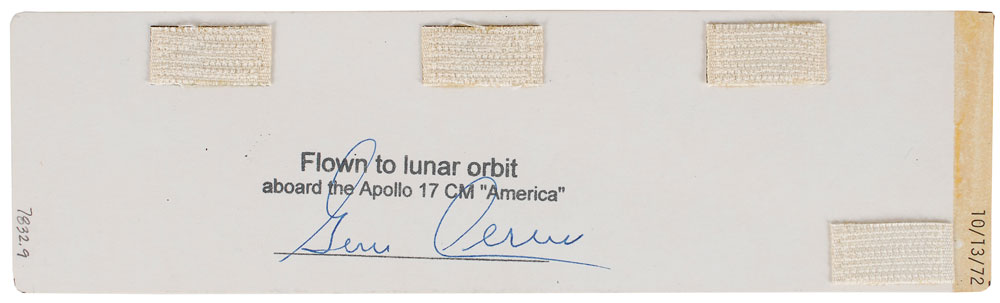 Flown to lunar orbit
aboard the Apollo 17 CM "America"
Gene Cernan
7832.9
10/13/72